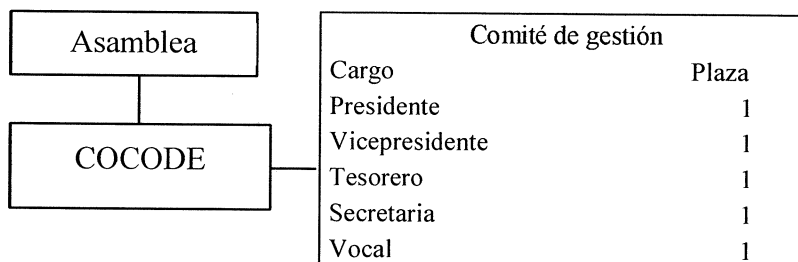 Asamblea
COCODE
Comité de gestión
Cargo Plaza
Presidente 1
Vicepresidente 1
Tesorero 1
Secretaria 1
Vocal 1